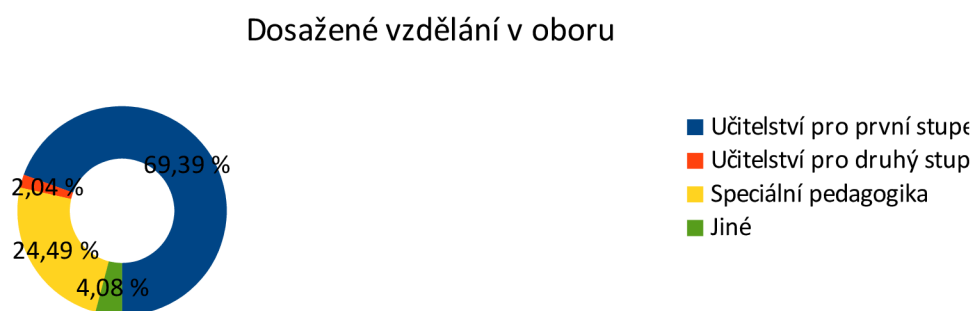 Dosažené vzdělání v oboru
69,39 %
2,04 %
24,49 %
4,08 %
Učitelství pro první
Učitelství pro druhý
Speciální pedagogika
Jiné